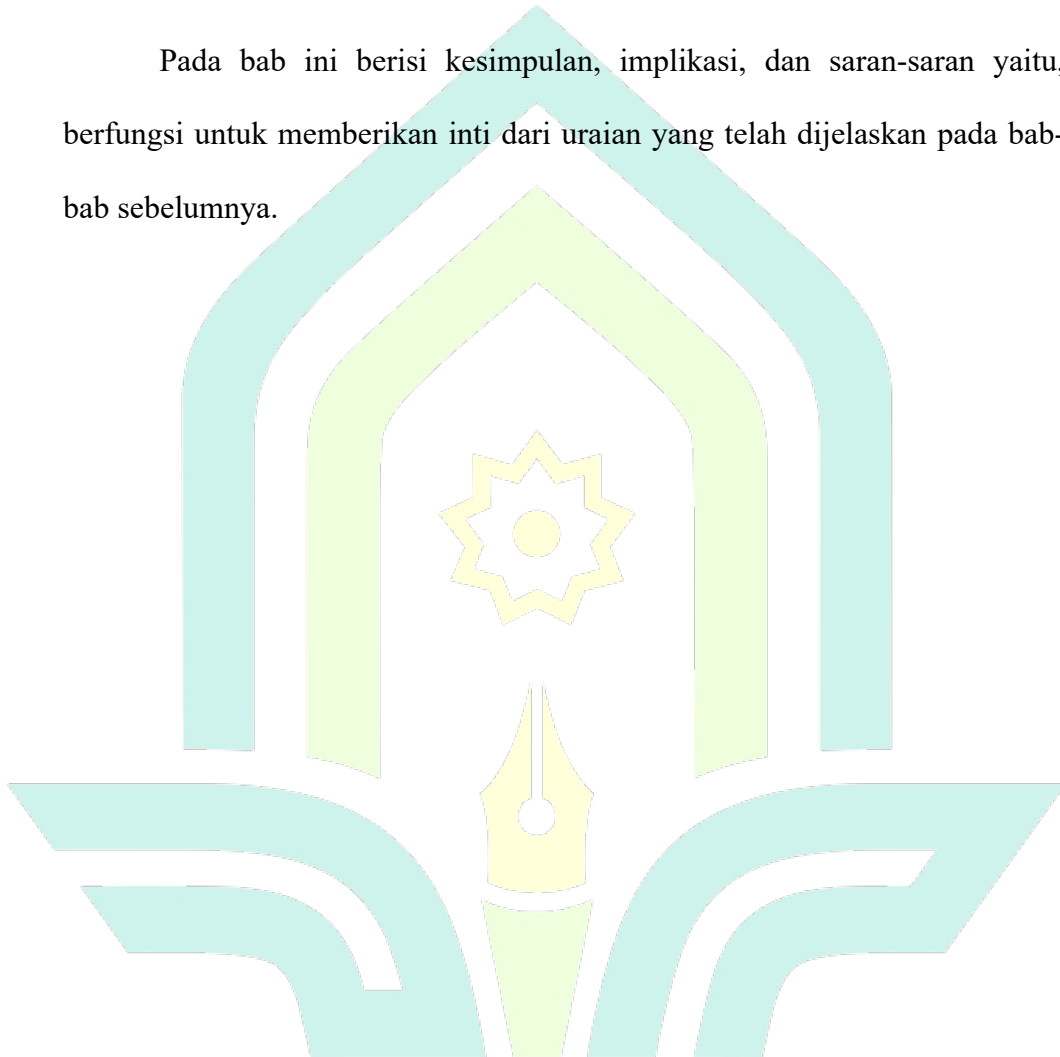 Pada bab ini berisi kesimpulan, implikasi, dan saran-saran yaitu,
berfungsi untuk memberikan inti dari uraian yang telah dijelaskan pada bab-
bab sebelumnya.